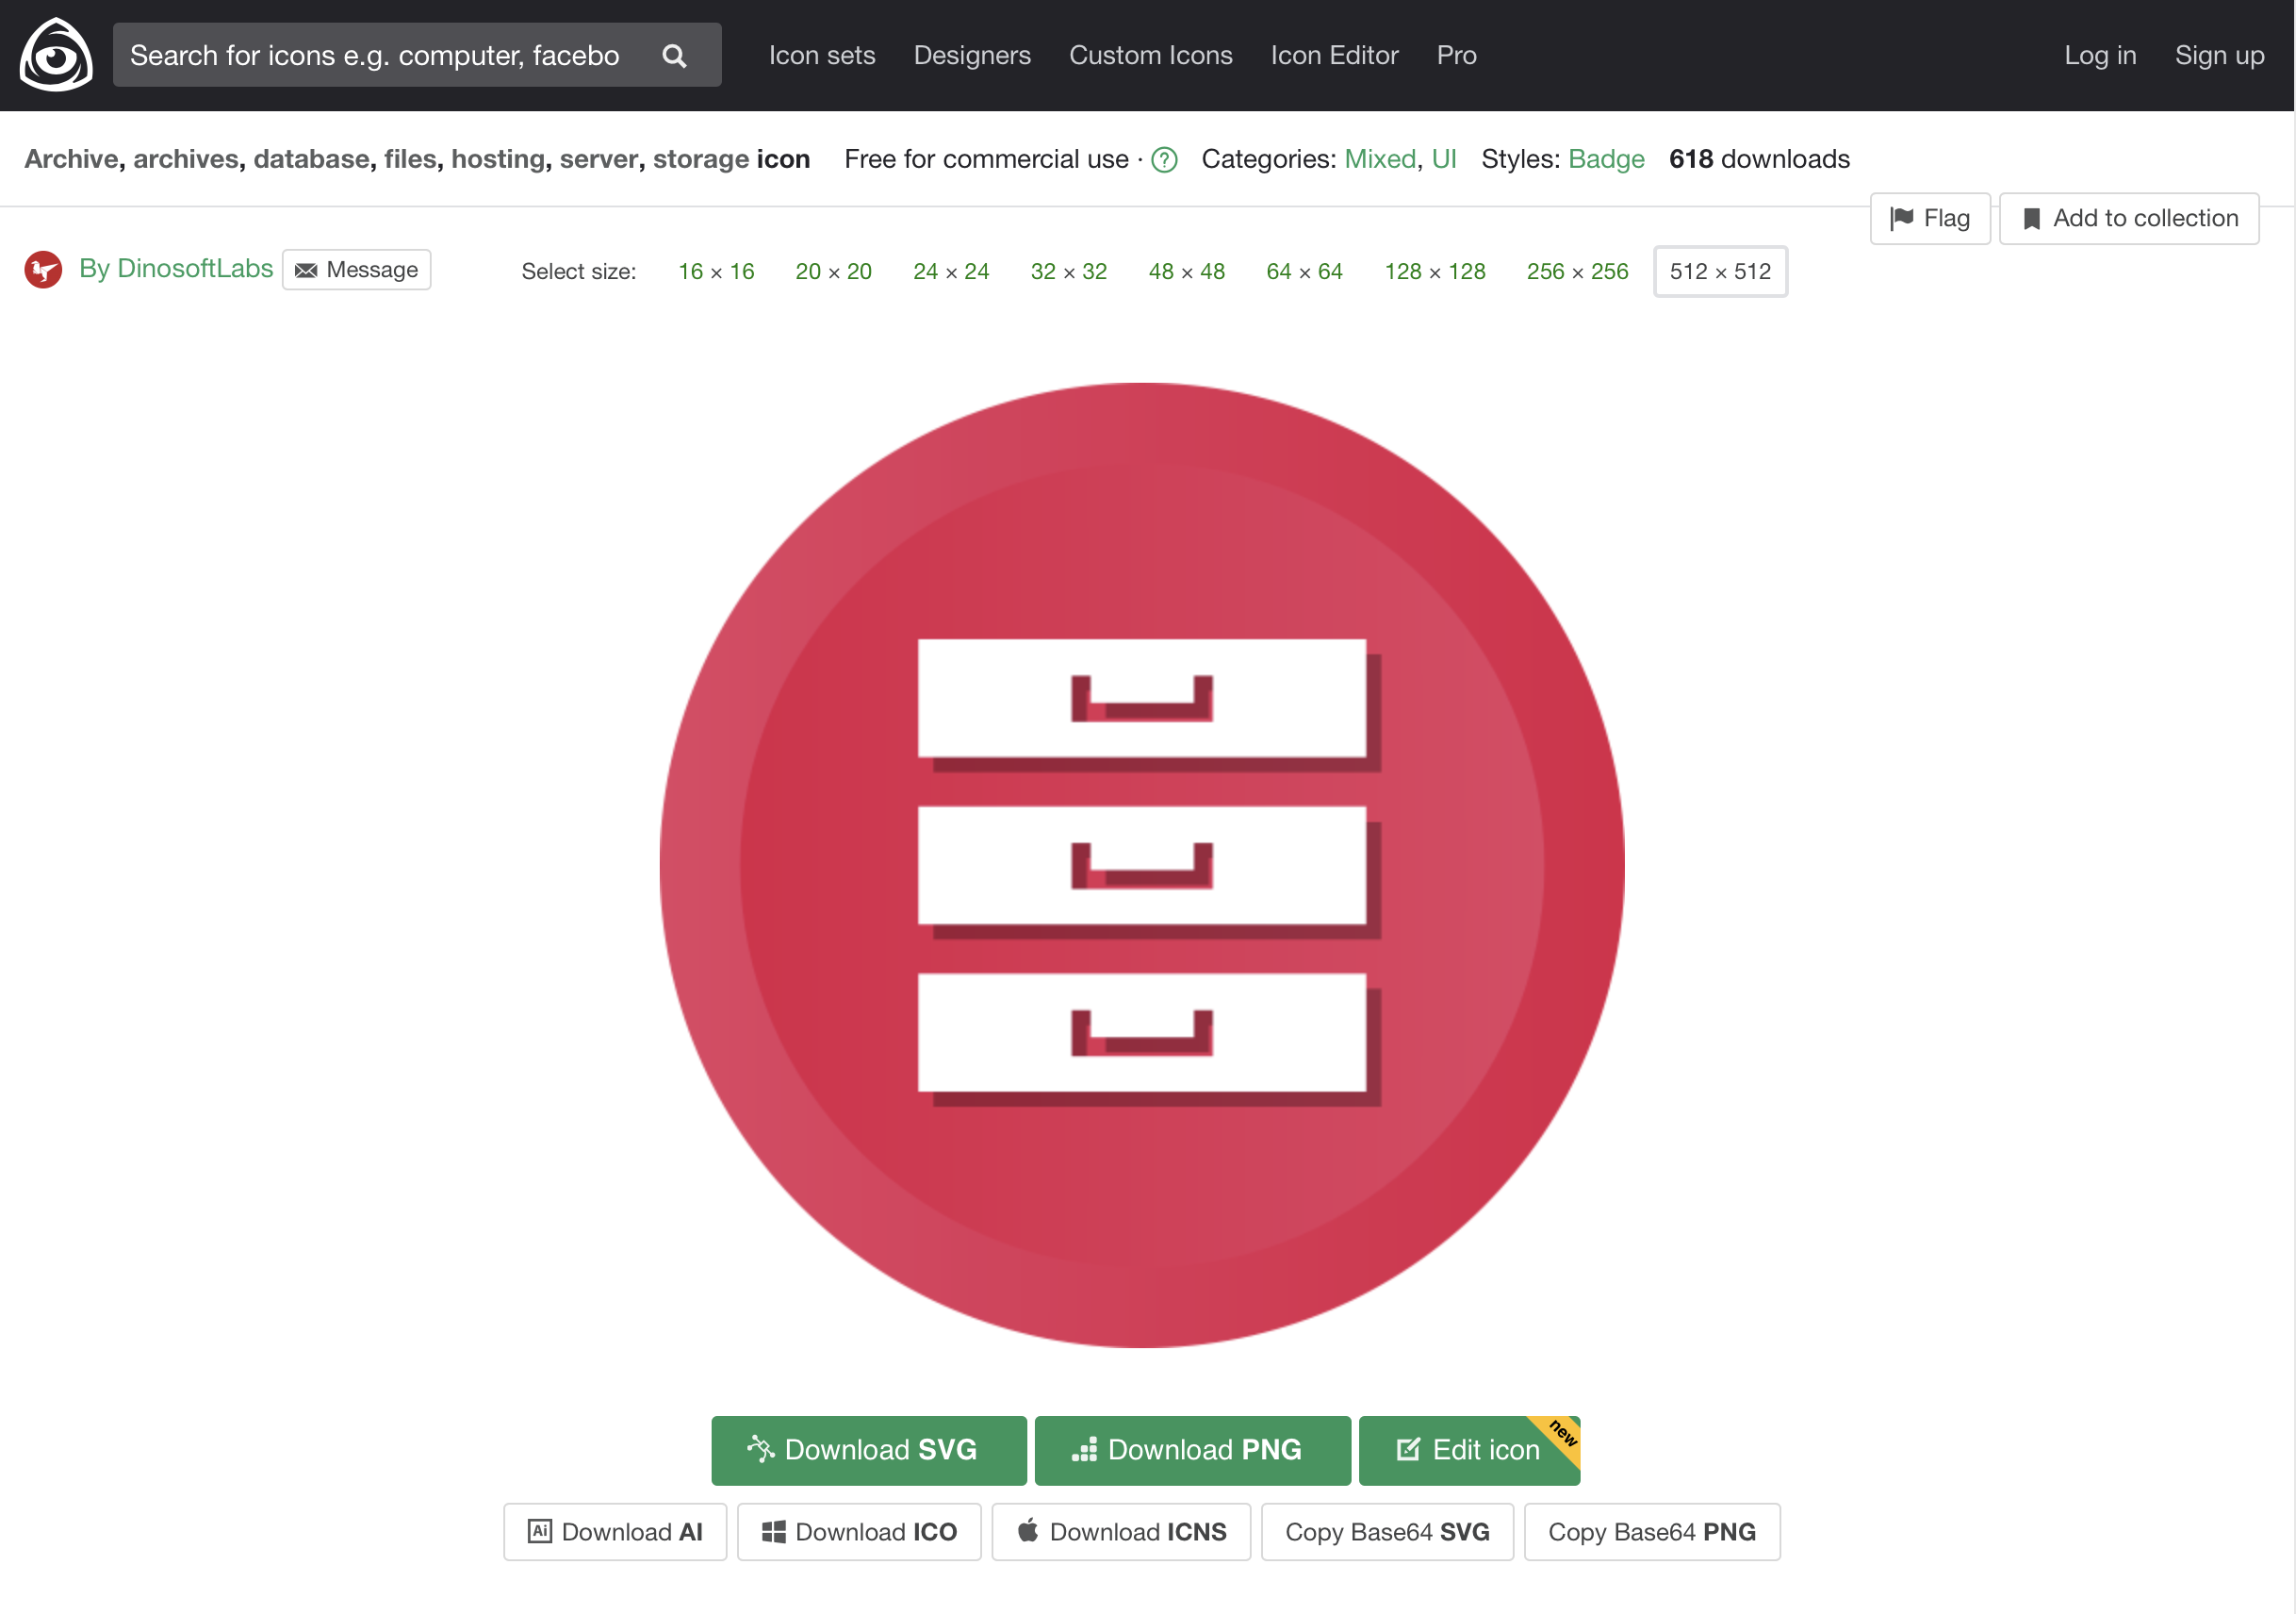 Search for icons e.g. computer, facebo
Icon sets Designers Custom Icons Icon Editor Pro Log in Sign up
Archive, archives, database, files, hosting, server, storage icon Free for commercial use · ? Categories: Mixed, UI Styles: Badge 618 downloads
Flag Add to collection
By DinosoftLabs Message Select size: 16 × 16 20 × 20 24 × 24 32 × 32 48 × 48 64 × 64 128 × 128 256 × 256 512 × 512
Download SVG Download PNG Edit icon new
Ai Download AI Download ICO Download ICNS Copy Base64 SVG Copy Base64 PNG